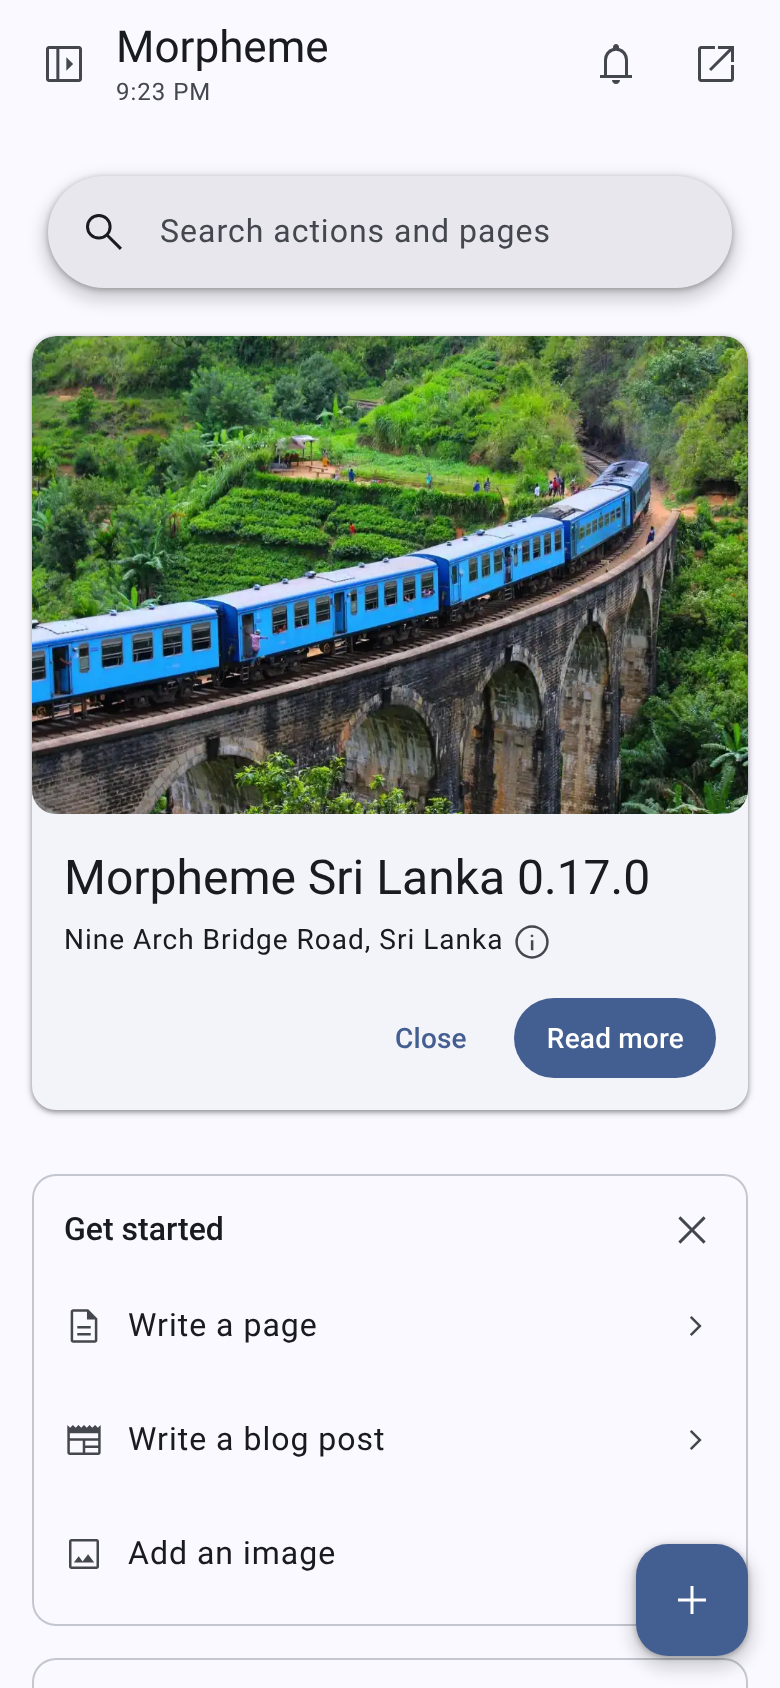 Morpheme
9:23 PM
Search actions and pages
Morpheme Sri Lanka 0.17.0
Nine Arch Bridge Road, Sri Lanka
Close
Read more
Get started
Write a page
Write a blog post
Add an image